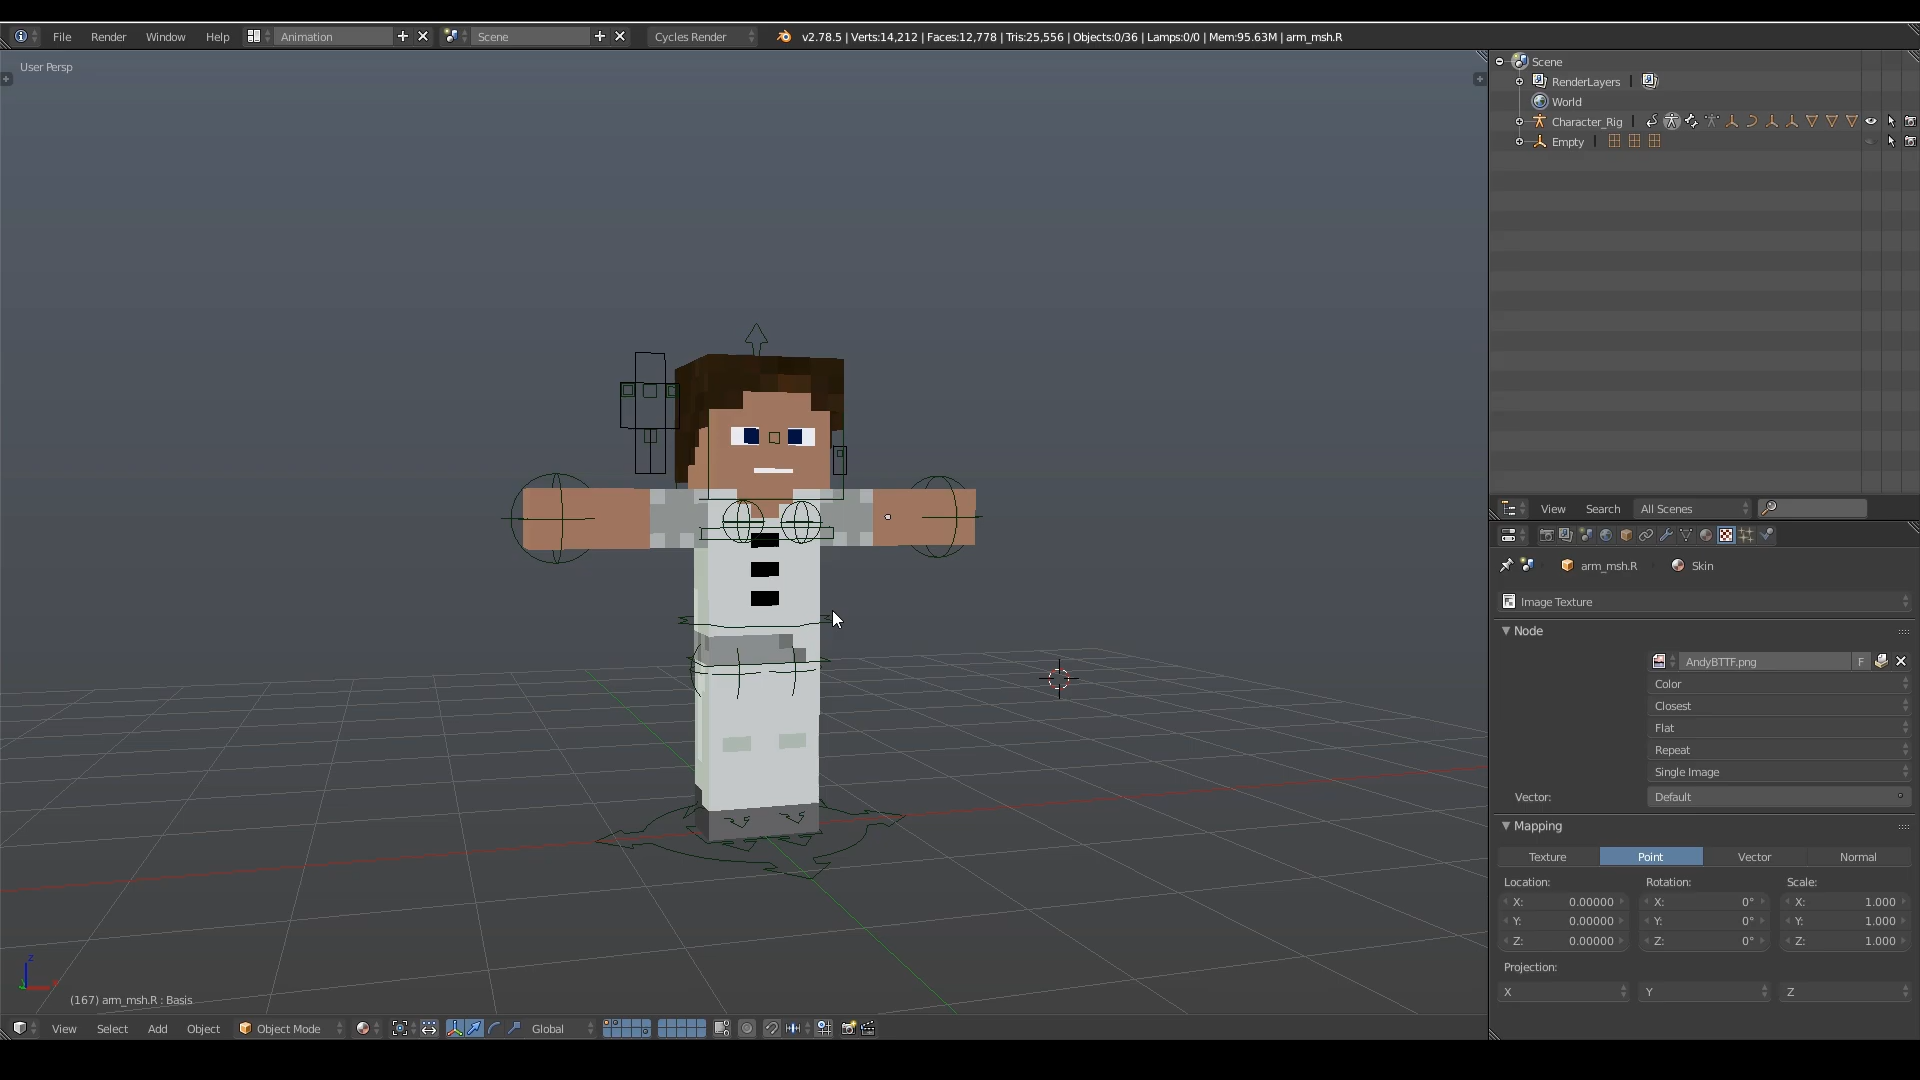 File Render Window Help Animation Scene Cycles Render v2.78.5 | Verts:14,212 | Faces:12,778 | Tris:25,556 | Objects:0/36 | Lamps:0/0 | Mem:95.63M | arm_msh.R
User Persp
Scene
RenderLayers
World
Character_Rig
Empty
View Search All Scenes
arm_msh.R Skin
Image Texture
Node
AndyBTTF.png F
Color
Closest
Flat
Repeat
Single Image
Vector: Default
Mapping
Texture Point Vector Normal
Location: Rotation: Scale:
X: 0.00000 X: 0° X: 1.000
Y: 0.00000 Y: 0° Y: 1.000
Z: 0.00000 Z: 0° Z: 1.000
Projection:
X Y Z
z
(167) arm_msh.R : Basis
View Select Add Object Object Mode Global